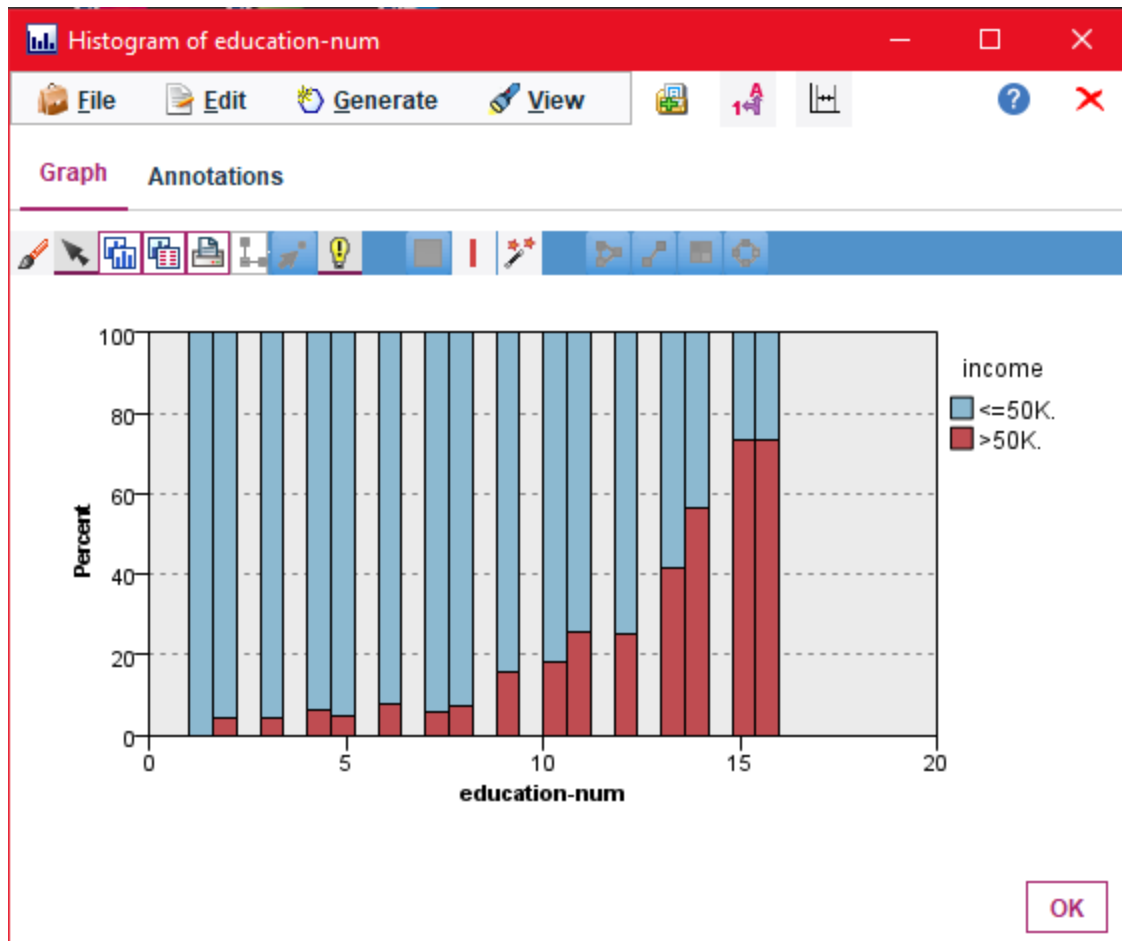 Histogram of education-num
File Edit Generate View
Graph Annotations
100
80
60
40
20
0
Percent
0 5 10 15 20
education-num
income
<=50K.
>50K.
OK